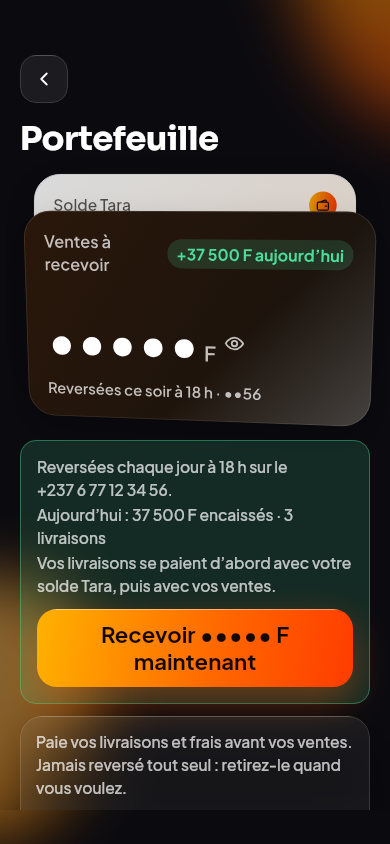 Portefeuille
Solde Tara
Ventes à
recevoir
+37 500 F aujourd’hui
●●●●● F
Reversées ce soir à 18 h · ●●56
Reversées chaque jour à 18 h sur le
+237 6 77 12 34 56.
Aujourd’hui : 37 500 F encaissés · 3
livraisons
Vos livraisons se paient d’abord avec votre
solde Tara, puis avec vos ventes.
Recevoir ●●●●● F
maintenant
Paie vos livraisons et frais avant vos ventes.
Jamais reversé tout seul : retirez-le quand
vous voulez.